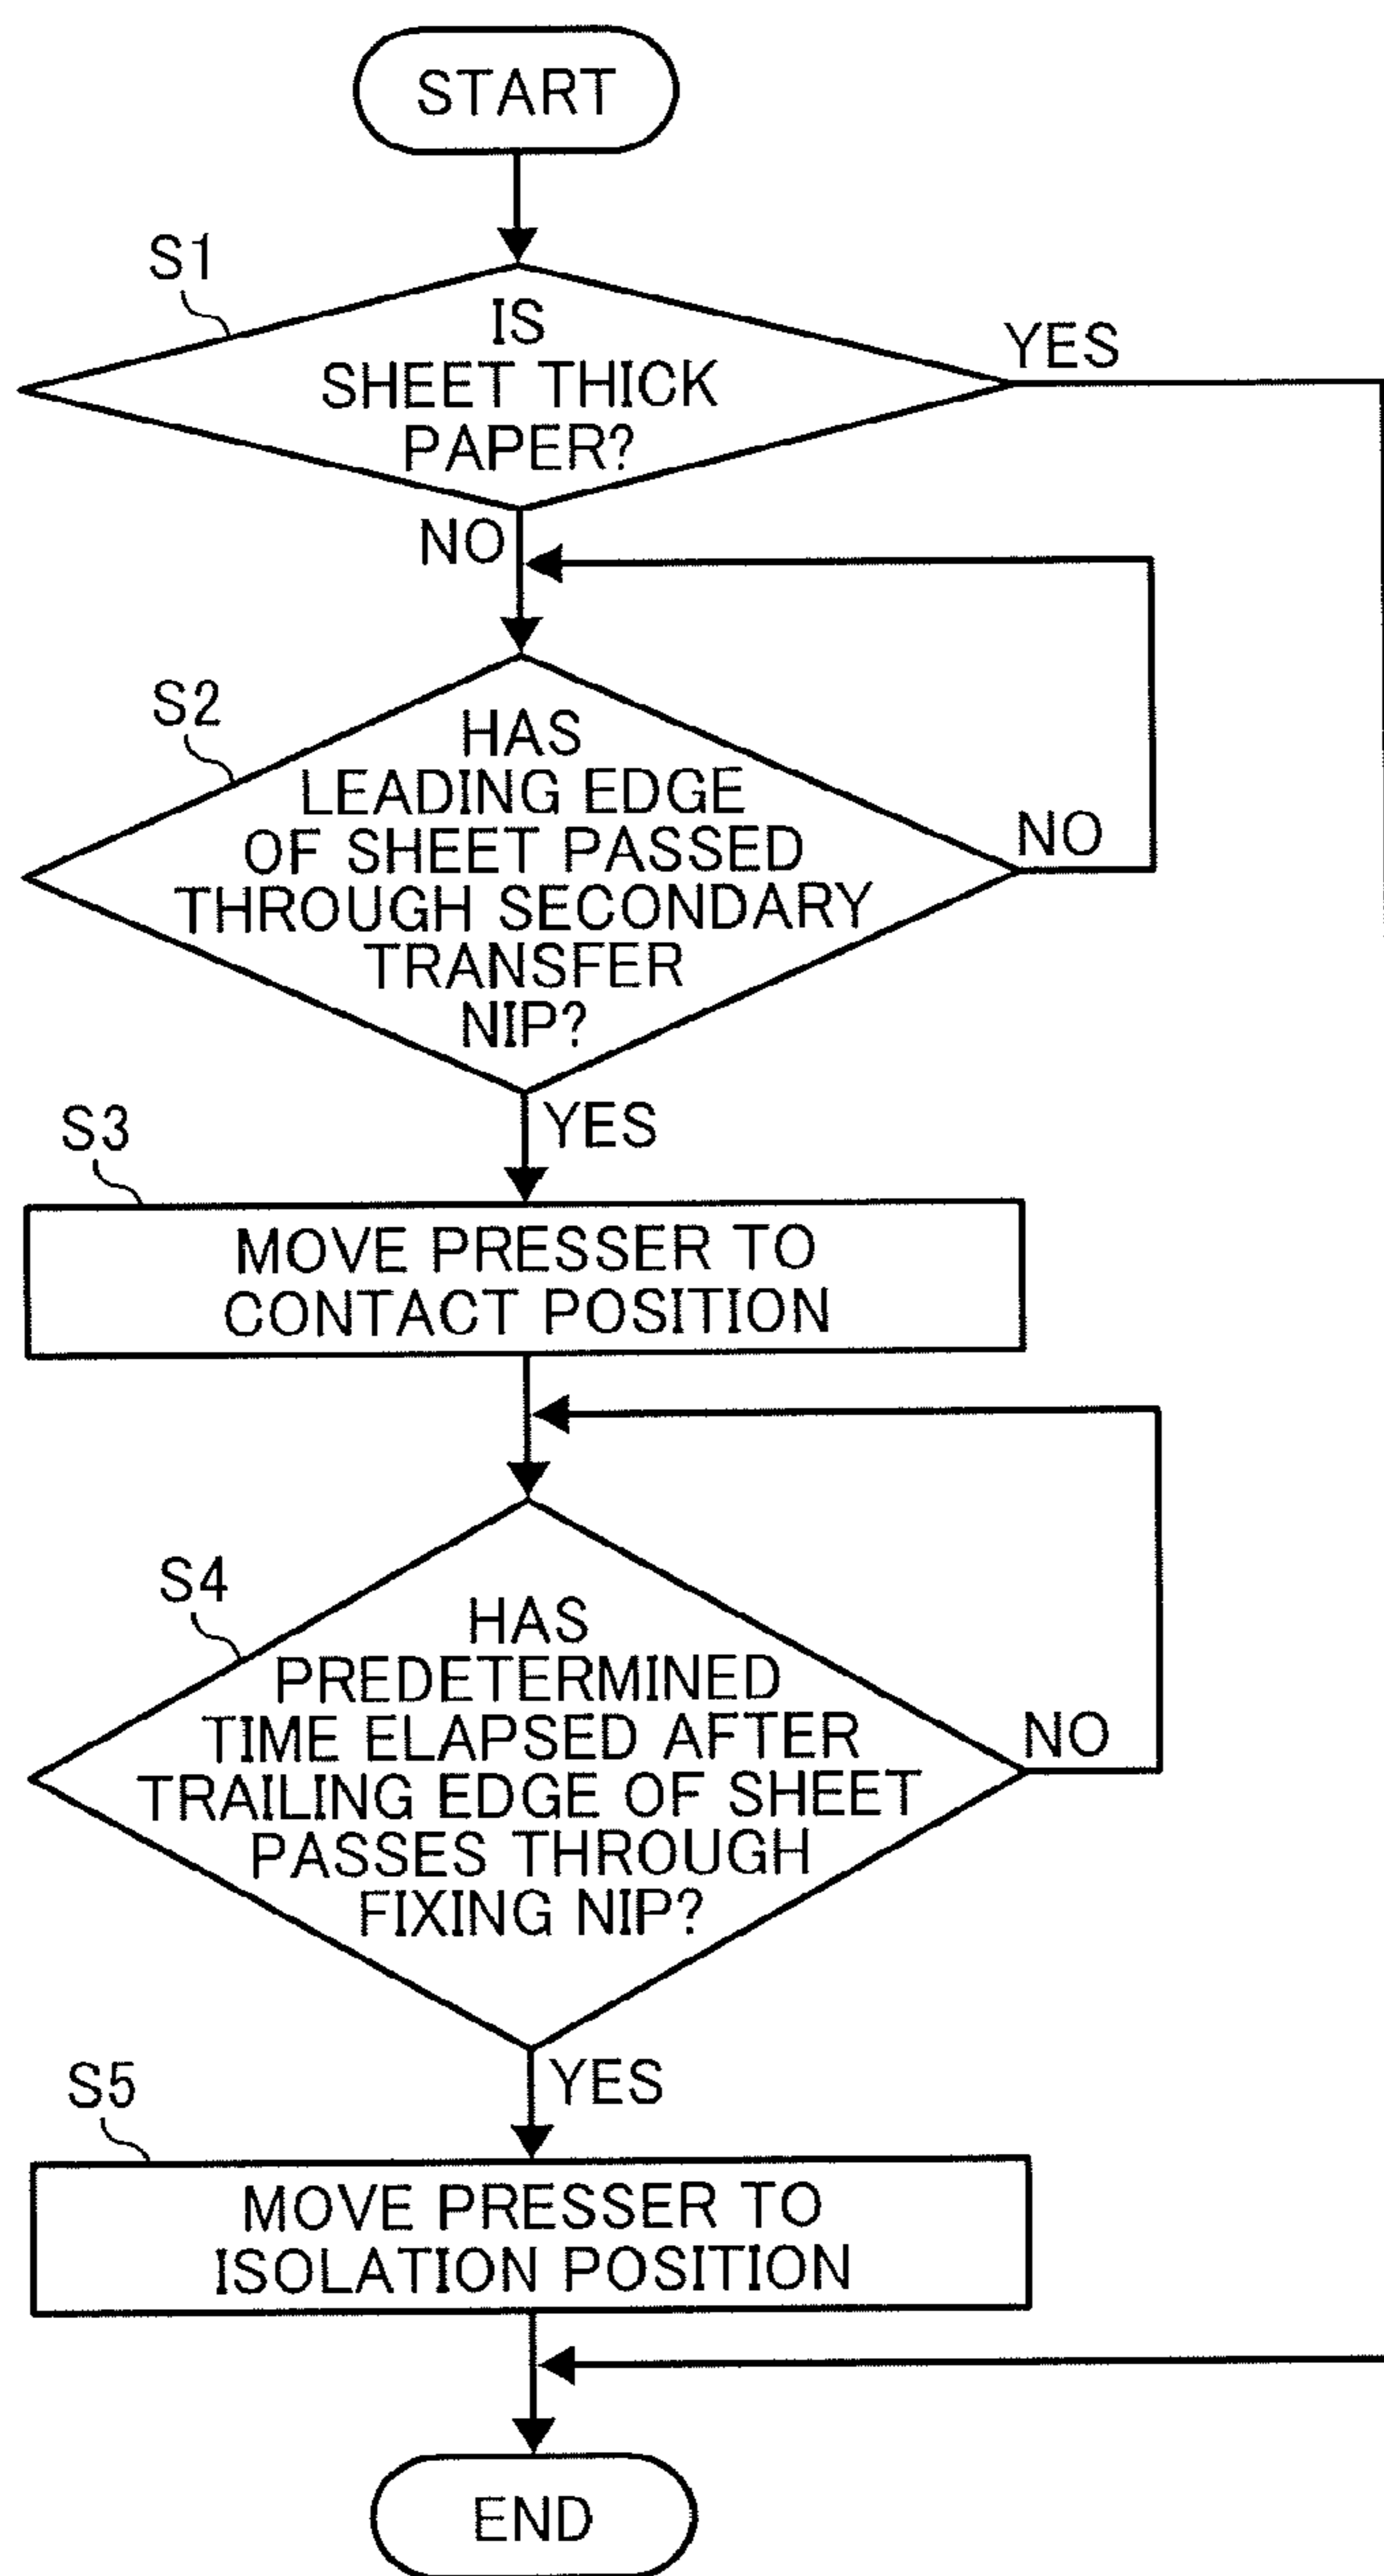 START
S1
IS
SHEET THICK
PAPER?
YES
NO
S2
HAS
LEADING EDGE
OF SHEET PASSED
THROUGH SECONDARY
TRANSFER
NIP?
NO
YES
S3
MOVE PRESSER TO
CONTACT POSITION
S4
HAS
PREDETERMINED
TIME ELAPSED AFTER
TRAILING EDGE OF SHEET
PASSES THROUGH
FIXING NIP?
NO
YES
S5
MOVE PRESSER TO
ISOLATION POSITION
END